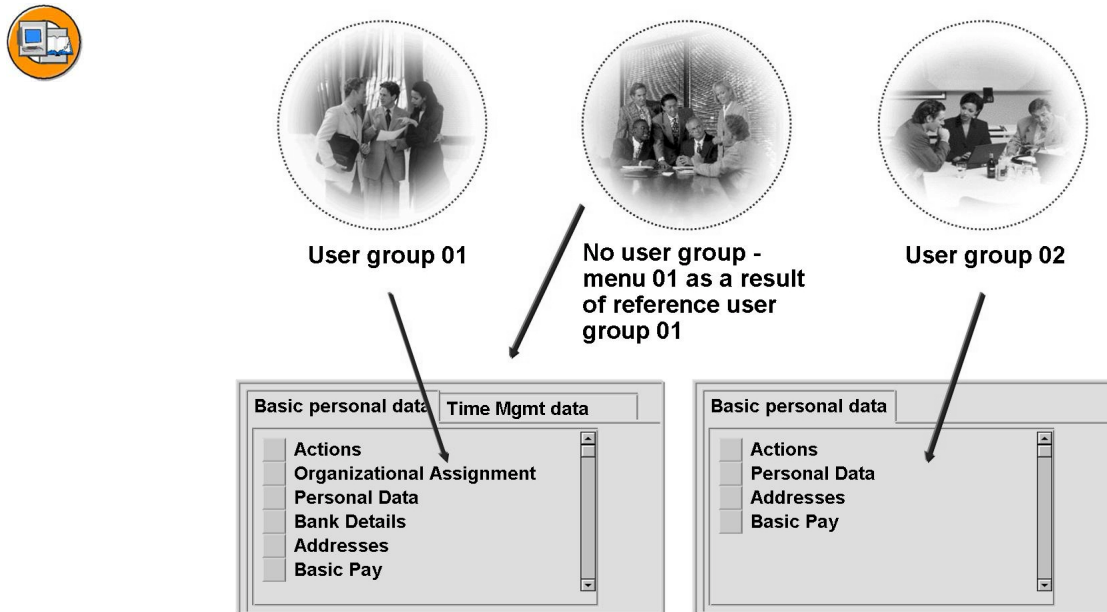 User group 01
No user group -
menu 01 as a result
of reference user
group 01
User group 02
Basic personal data
Time Mgmt data
Actions
Organizational Assignment
Personal Data
Bank Details
Addresses
Basic Pay
Basic personal data
Actions
Personal Data
Addresses
Basic Pay